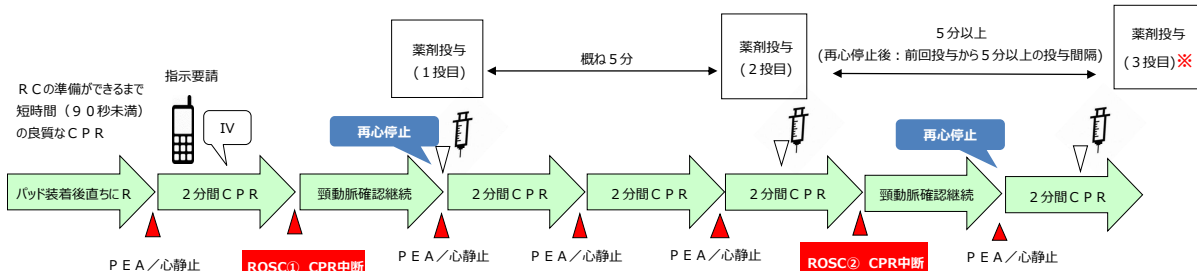 ＲＣの準備ができるまで
短時間（９０秒未満）
の良質なＣＰＲ
指示要請
IV
薬剤投与
(１投目)
概ね５分
薬剤投与
(２投目)
５分以上
(再心停止後：前回投与から５分以上の投与間隔)
薬剤投与
(３投目)※
再心停止
再心停止
パッド装着後直ちにR
２分間ＣＰＲ
頸動脈確認継続
２分間ＣＰＲ
２分間ＣＰＲ
２分間ＣＰＲ
頸動脈確認継続
２分間ＣＰＲ
ＰＥＡ／心静止
ROSC① CPR中断
ＰＥＡ／心静止
ＰＥＡ／心静止
ＰＥＡ／心静止
ROSC② CPR中断
ＰＥＡ／心静止